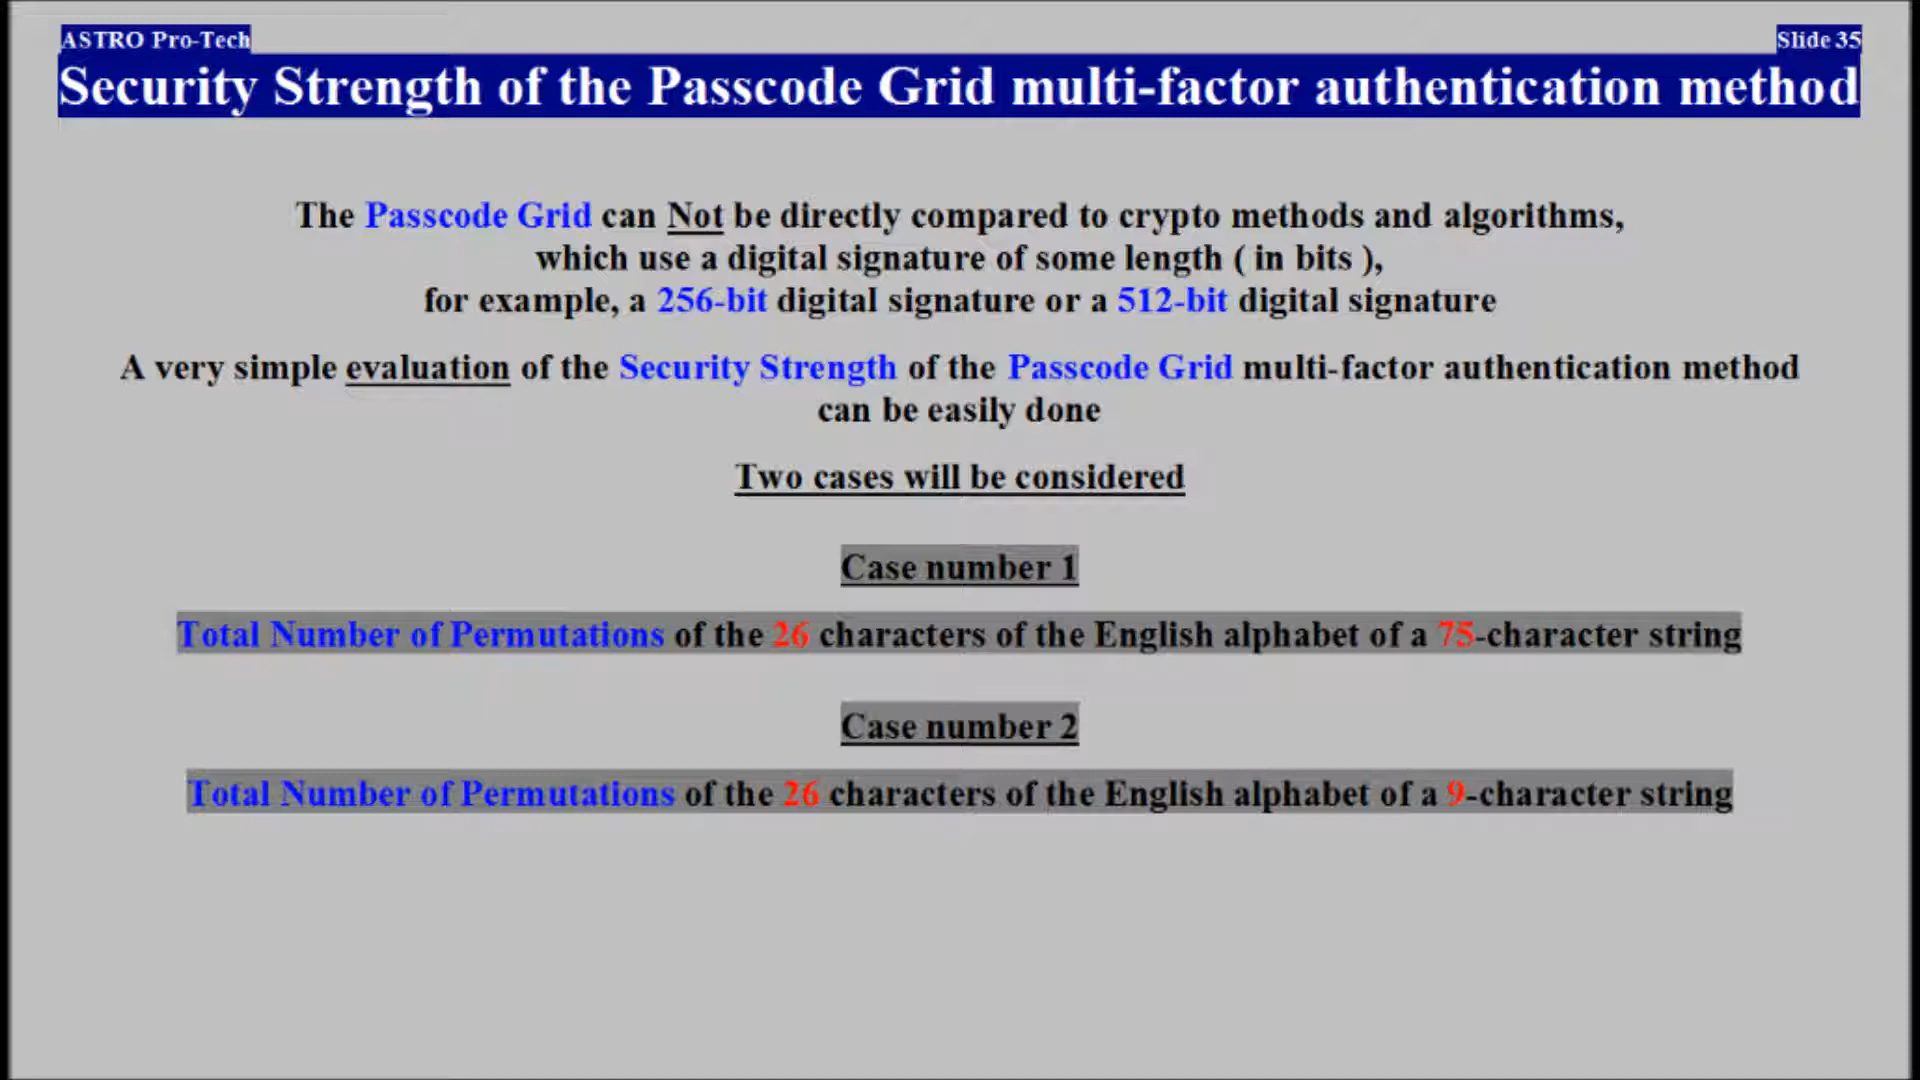 ASTRO Pro-Tech
Slide 35
Security Strength of the Passcode Grid multi-factor authentication method
The Passcode Grid can Not be directly compared to crypto methods and algorithms,
which use a digital signature of some length ( in bits ),
for example, a 256-bit digital signature or a 512-bit digital signature
A very simple evaluation of the Security Strength of the Passcode Grid multi-factor authentication method
can be easily done
Two cases will be considered
Case number 1
Total Number of Permutations of the 26 characters of the English alphabet of a 75-character string
Case number 2
Total Number of Permutations of the 26 characters of the English alphabet of a 9-character string